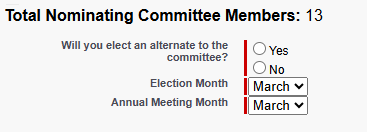 Total Nominating Committee Members: 13
Will you elect an alternate to the
committee?
Yes
No
Election Month
March
Annual Meeting Month
March